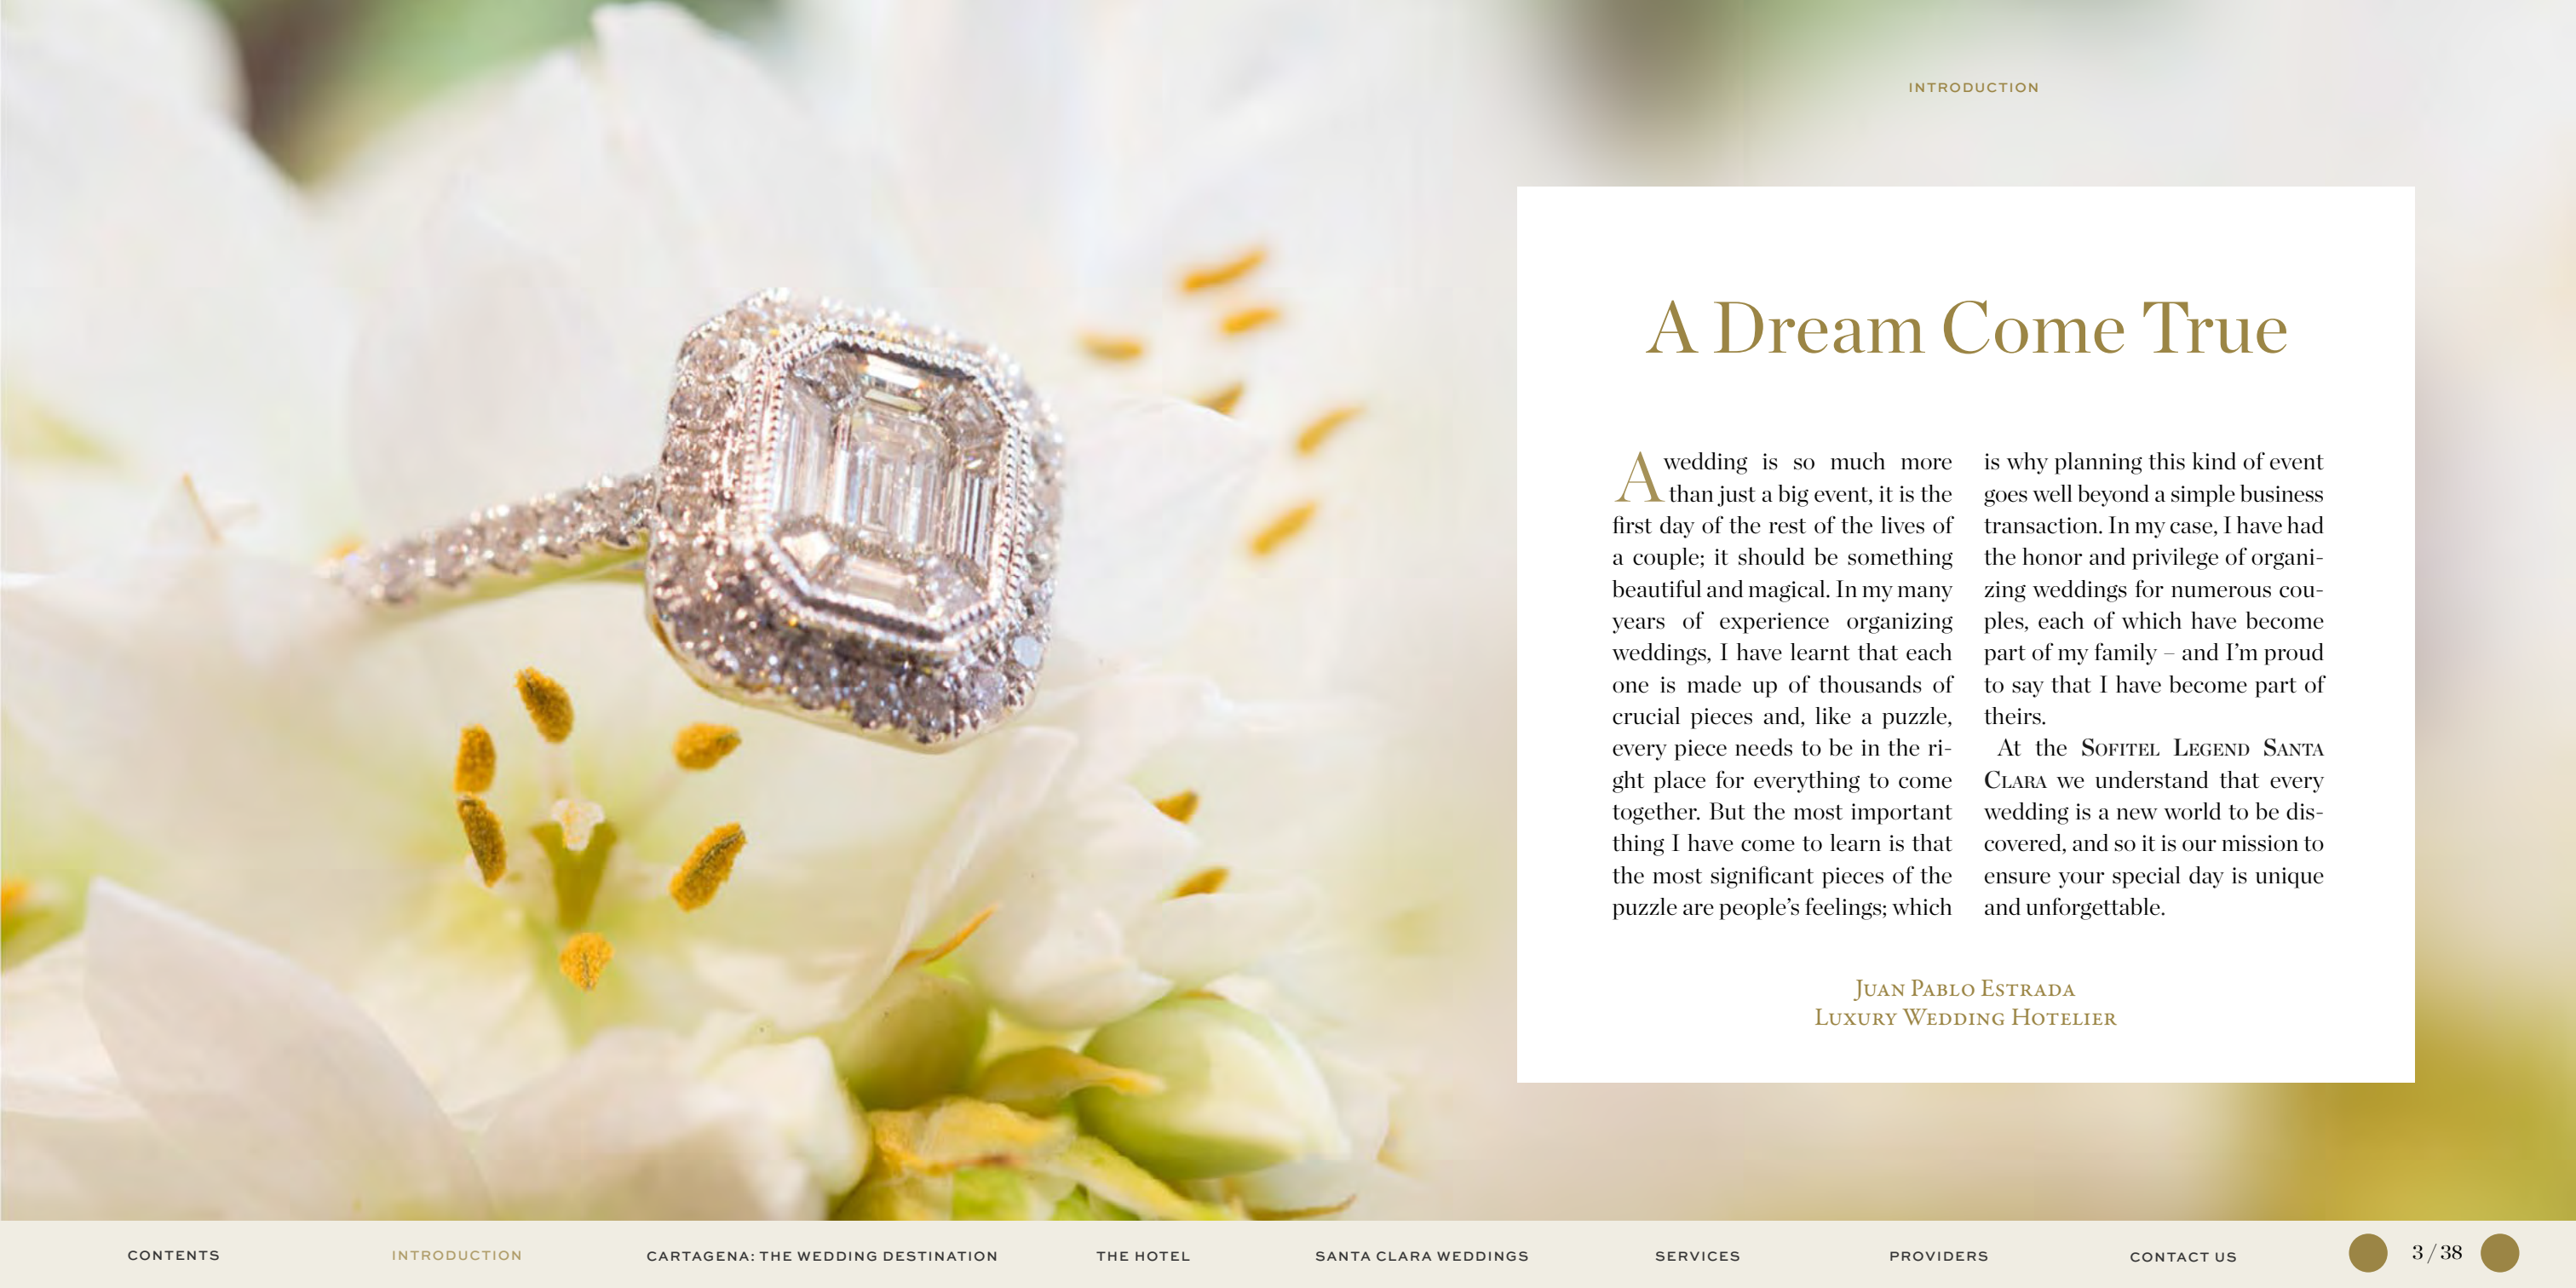 INTRODUCTION
A Dream Come True
A wedding is so much more
than just a big event, it is the
first day of the rest of the lives of
a couple; it should be something
beautiful and magical. In my many
years of experience organizing
weddings, I have learnt that each
one is made up of thousands of
crucial pieces and, like a puzzle,
every piece needs to be in the ri-
ght place for everything to come
together. But the most important
thing I have come to learn is that
the most significant pieces of the
puzzle are people’s feelings; which
is why planning this kind of event
goes well beyond a simple business
transaction. In my case, I have had
the honor and privilege of organi-
zing weddings for numerous cou-
ples, each of which have become
part of my family – and I’m proud
to say that I have become part of
theirs.
At the Sofitel Legend Santa
Clara we understand that every
wedding is a new world to be dis-
covered, and so it is our mission to
ensure your special day is unique
and unforgettable.
Juan Pablo Estrada
Luxury Wedding Hotelier
CONTENTS INTRODUCTION CARTAGENA: THE WEDDING DESTINATION THE HOTEL SANTA CLARA WEDDINGS SERVICES PROVIDERS CONTACT US 3 / 38